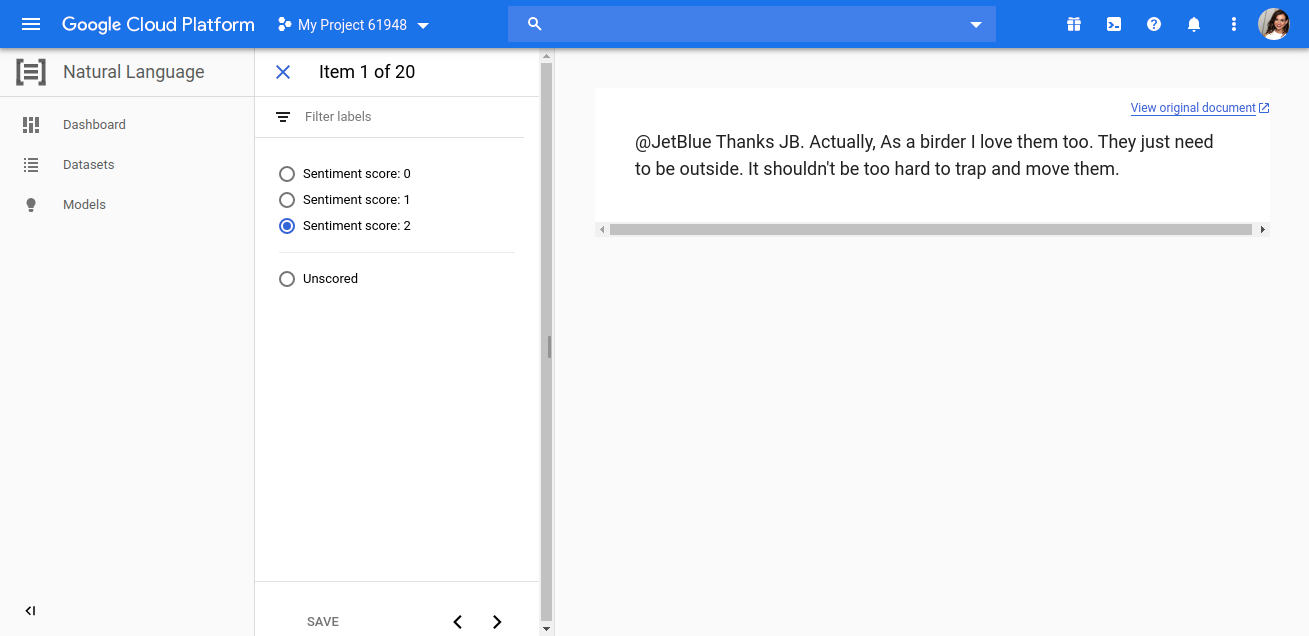 Google Cloud Platform
My Project 61948
Natural Language
Dashboard
Datasets
Models
Item 1 of 20
Filter labels
Sentiment score: 0
Sentiment score: 1
Sentiment score: 2
Unscored
SAVE
View original document
@JetBlue Thanks JB. Actually, As a birder I love them too. They just need
to be outside. It shouldn't be too hard to trap and move them.